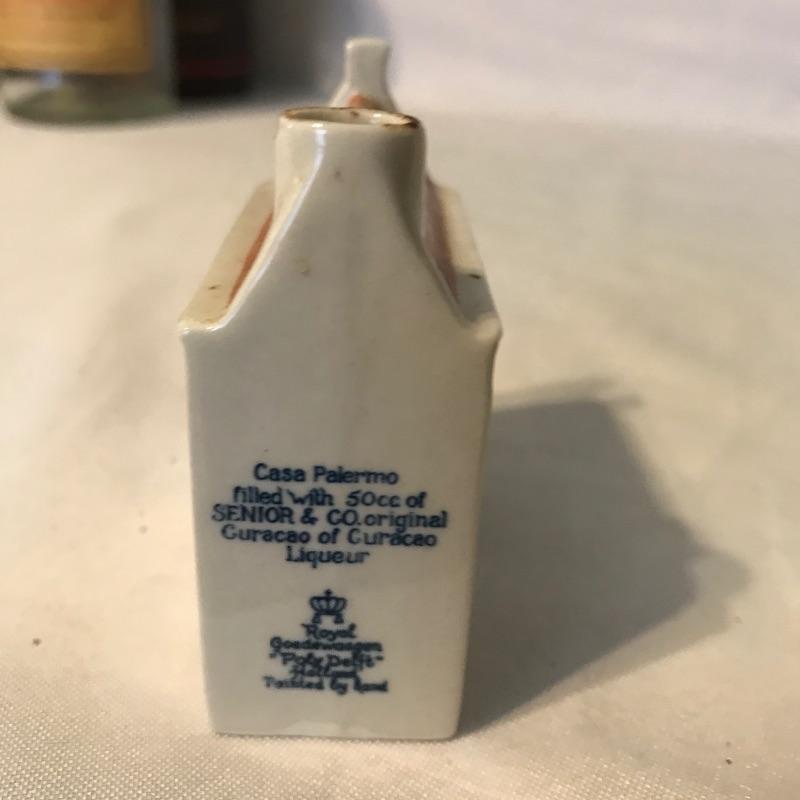 Casa Palermo
filled with 50cc of
SENIOR & CO. original
Curacao of Curacao
Liqueur
Royal
Goedewaagen
"Poly Delft"
Holland
Painted by hand